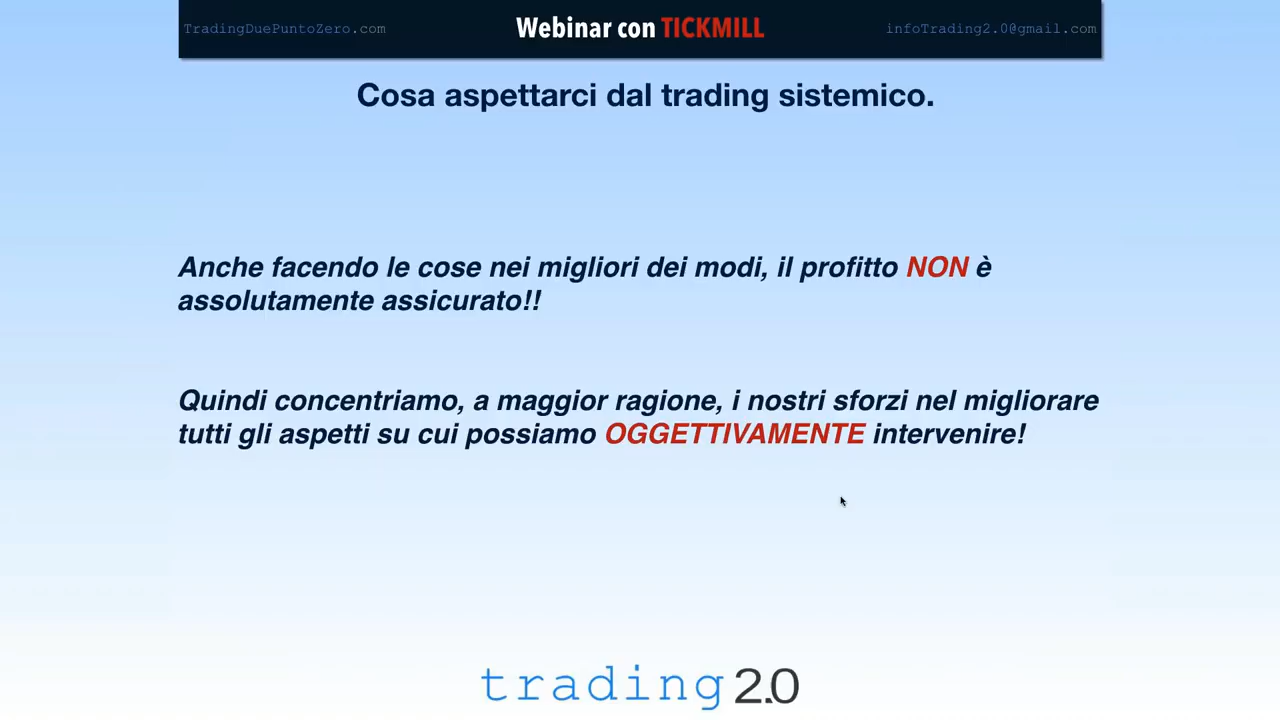 TradingDuePuntoZero.com
Webinar con TICKMILL
infoTrading2.0@gmail.com
Cosa aspettarci dal trading sistemico.
Anche facendo le cose nei migliori dei modi, il profitto NON è
assolutamente assicurato!!
Quindi concentriamo, a maggior ragione, i nostri sforzi nel migliorare
tutti gli aspetti su cui possiamo OGGETTIVAMENTE intervenire!
trading 2.0